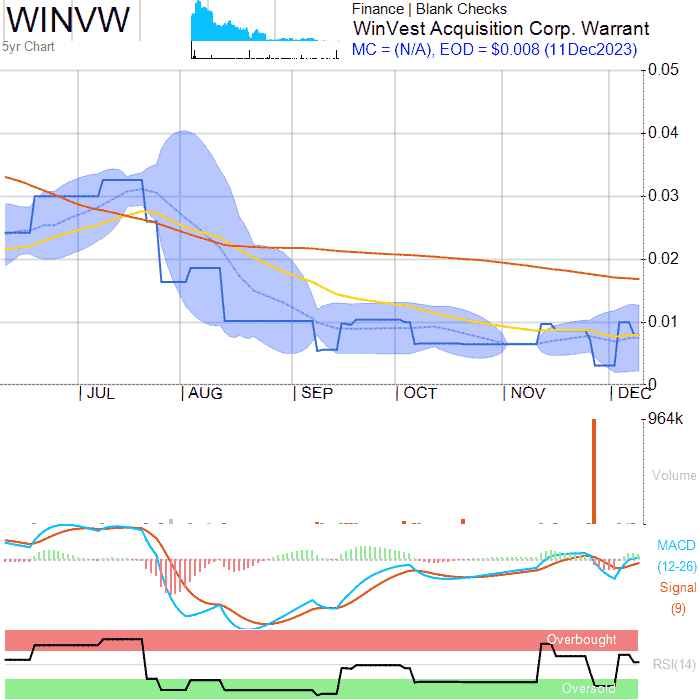 WINVW
5yr Chart
Finance | Blank Checks
WinVest Acquisition Corp. Warrant
MC = (N/A), EOD = $0.008 (11Dec2023)
0.05
0.04
0.03
0.02
0.01
0
JUL AUG SEP OCT NOV DEC
964k
Volume
MACD
(12-26)
Signal
(9)
Overbought
RSI(14)
Oversold